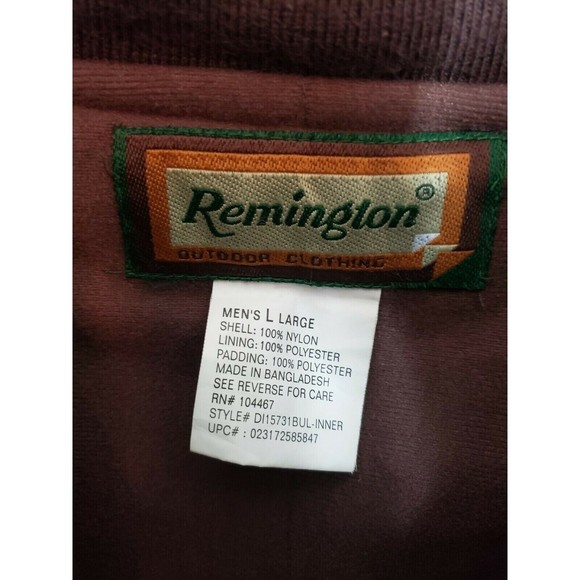 Remington®
OUTDOOR CLOTHING
MEN'S L LARGE
SHELL: 100% NYLON
LINING: 100% POLYESTER
PADDING: 100% POLYESTER
MADE IN BANGLADESH
SEE REVERSE FOR CARE
RN# 104467
STYLE# DI15731BUL-INNER
UPC# : 023172585847